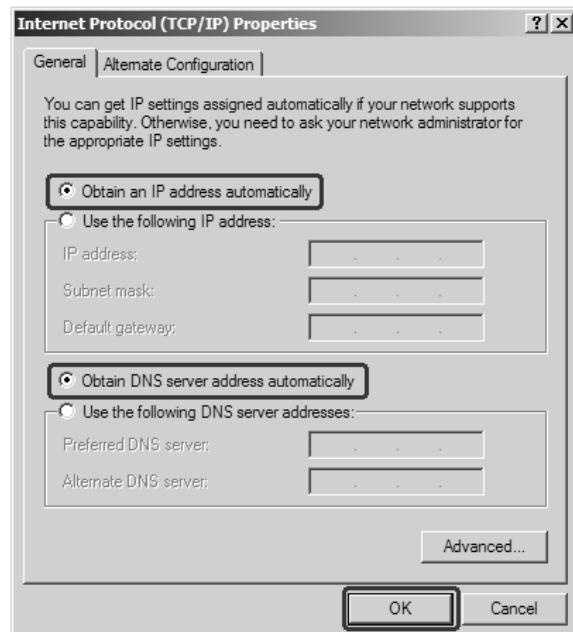 Internet Protocol (TCP/IP) Properties
General
Alternate Configuration
You can get IP settings assigned automatically if your network supports
this capability. Otherwise, you need to ask your network administrator for
the appropriate IP settings.
Obtain an IP address automatically
Use the following IP address:
IP address:
Subnet mask:
Default gateway:
Obtain DNS server address automatically
Use the following DNS server addresses:
Preferred DNS server:
Alternate DNS server:
Advanced...
OK
Cancel